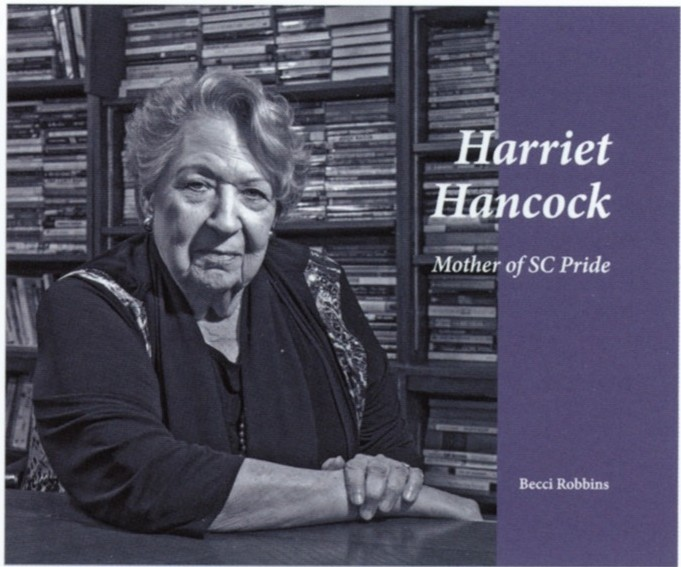 Harriet
Hancock
Mother of SC Pride
Becci Robbins